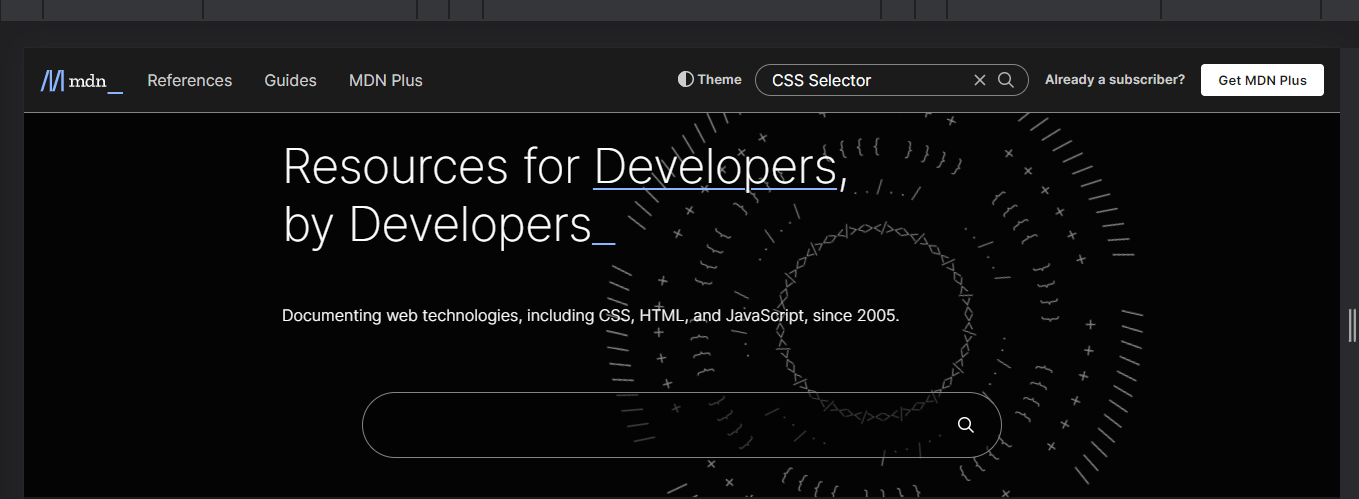 mdn_ References Guides MDN Plus Theme CSS Selector Already a subscriber? Get MDN Plus
Resources for Developers,
by Developers_
Documenting web technologies, including CSS, HTML, and JavaScript, since 2005.